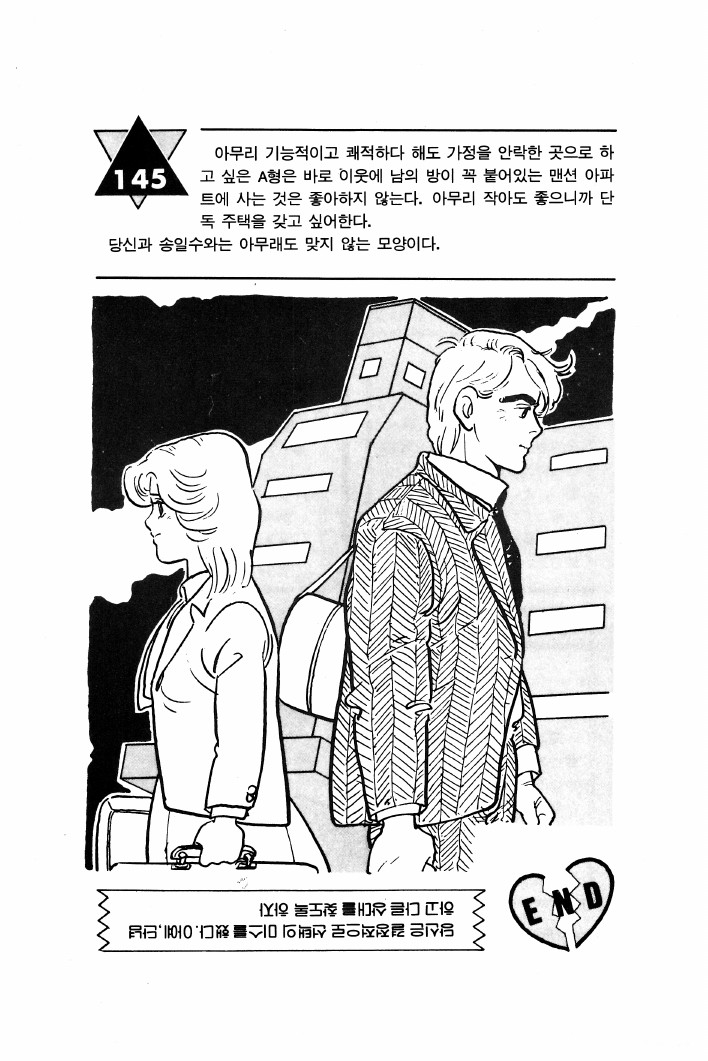 145
아무리 기능적이고 쾌적하다 해도 가정을 안락한 곳으로 하
고 싶은 A형은 바로 이웃에 남의 방이 꼭 붙어있는 맨션 아파
트에 사는 것은 좋아하지 않는다. 아무리 작아도 좋으니까 단
독 주택을 갖고 싶어한다.
당신과 송일수와는 아무래도 맞지 않는 모양이다.
당신은 결정적으로 선택의 미스를 했다. 아예, 단념
하고 다른 상대를 찾도록 하자
END